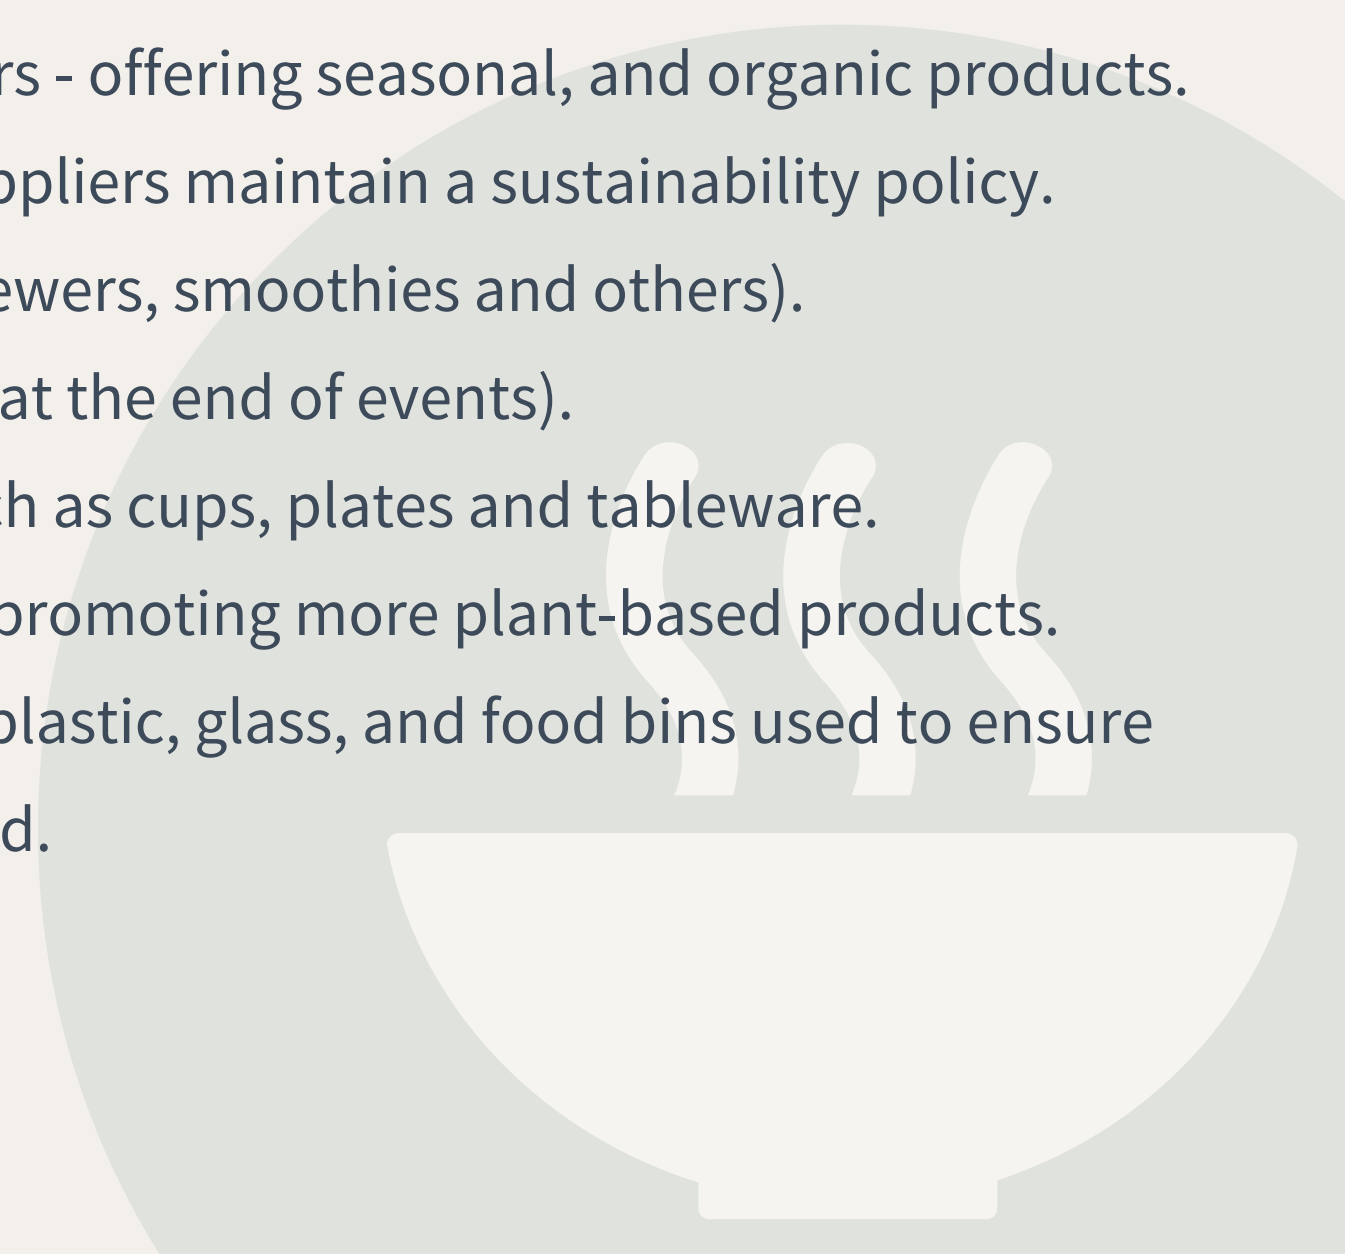 rs - offering seasonal, and organic products.
ppliers maintain a sustainability policy.
ewers, smoothies and others).
at the end of events).
ch as cups, plates and tableware.
promoting more plant-based products.
plastic, glass, and food bins used to ensure
d.